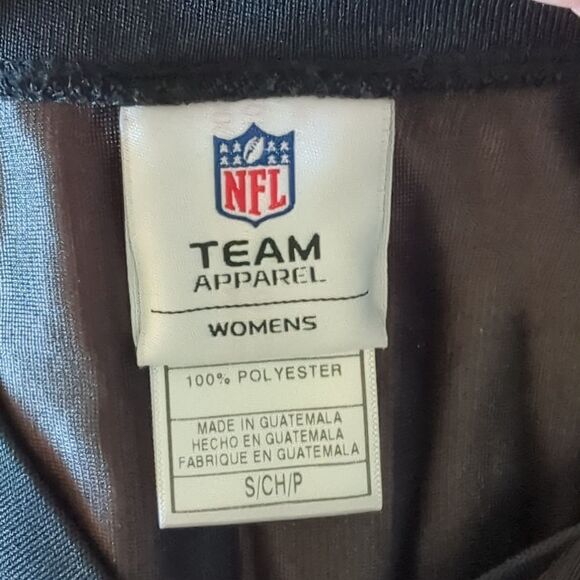 NFL
TEAM
APPAREL
WOMENS
100% POLYESTER
MADE IN GUATEMALA
HECHO EN GUATEMALA
FABRIQUE EN GUATEMALA
S/CH/P